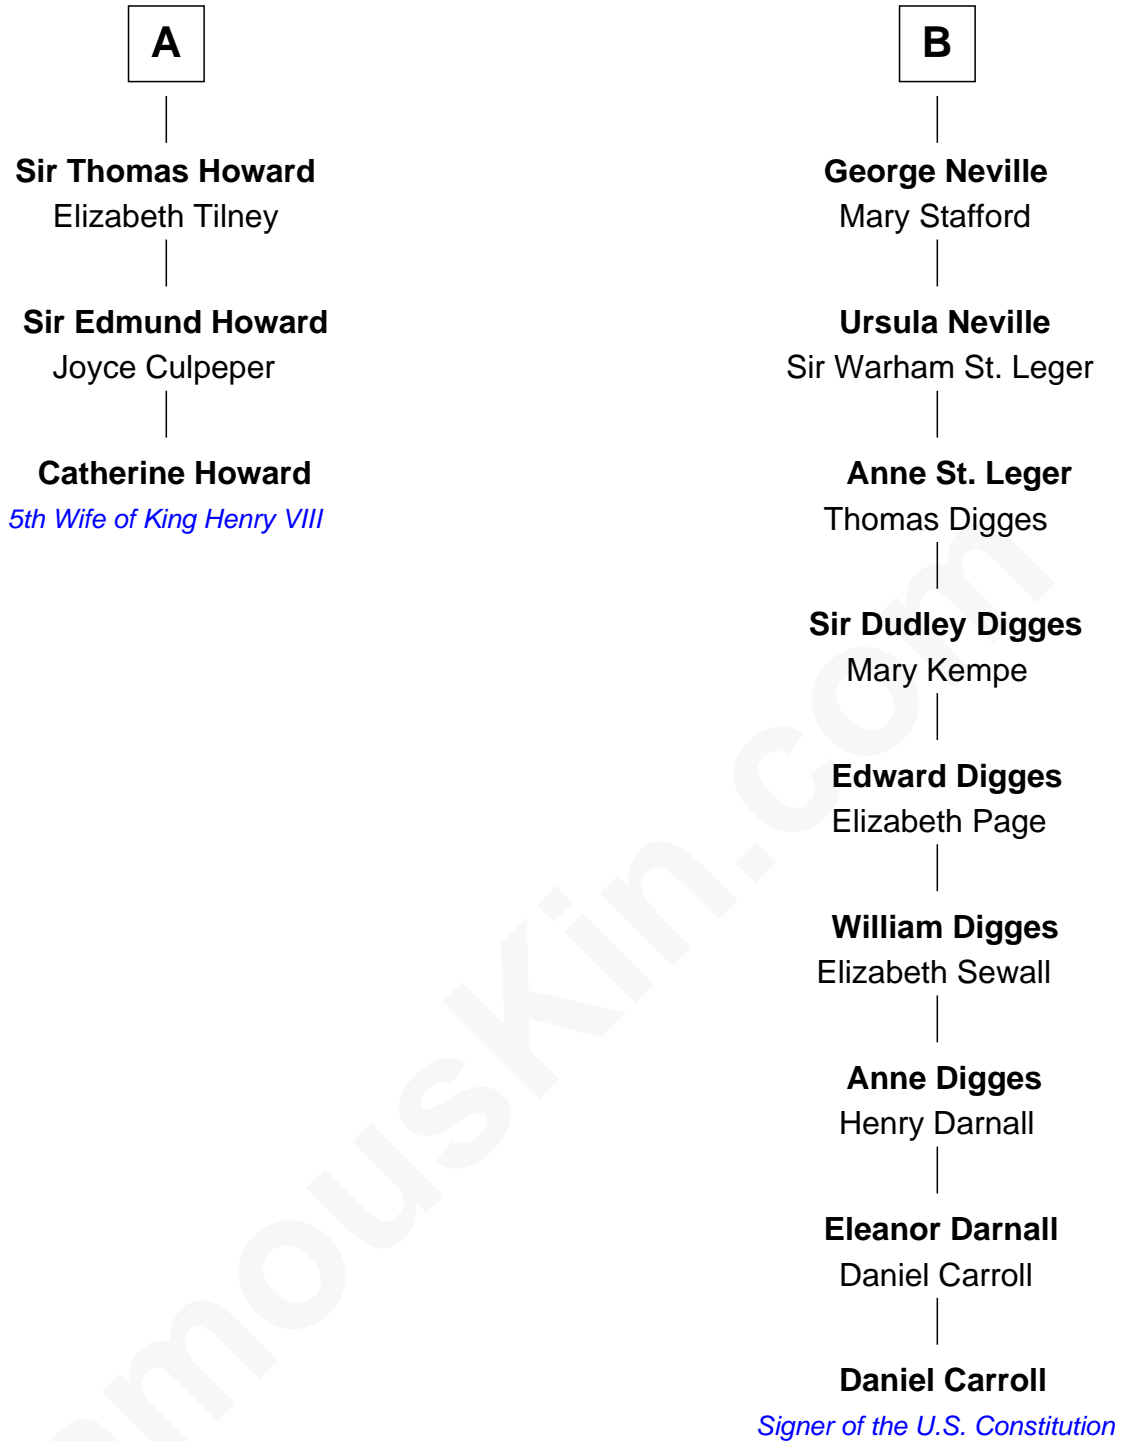 A
Sir Thomas Howard
Elizabeth Tilney
Sir Edmund Howard
Joyce Culpeper
Catherine Howard
5th Wife of King Henry VIII
B
George Neville
Mary Stafford
Ursula Neville
Sir Warham St. Leger
Anne St. Leger
Thomas Digges
Sir Dudley Digges
Mary Kempe
Edward Digges
Elizabeth Page
William Digges
Elizabeth Sewall
Anne Digges
Henry Darnall
Eleanor Darnall
Daniel Carroll
Daniel Carroll
Signer of the U.S. Constitution
amousKin.com